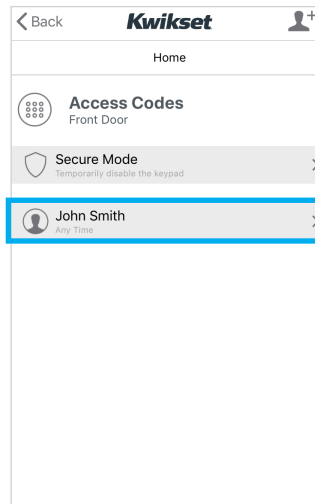 Back Kwikset
Home
Access Codes
Front Door
Secure Mode
Temporarily disable the keypad
John Smith
Any Time